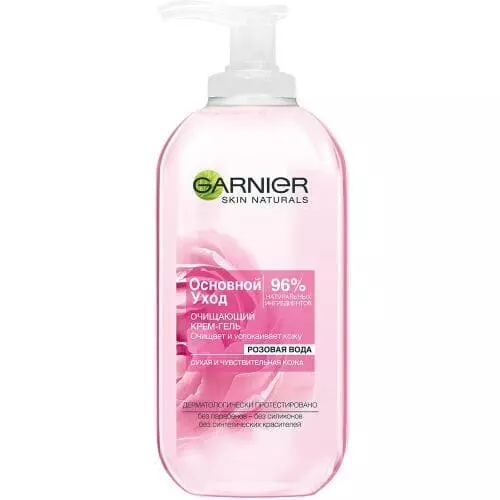 GARNIER
SKIN NATURALS
Основной
Уход
96%
НАТУРАЛЬНЫХ
ИНГРЕДИЕНТОВ
ОЧИЩАЮЩИЙ
КРЕМ-ГЕЛЬ
Очищает и успокаивает кожу
РОЗОВАЯ ВОДА
СУХАЯ И ЧУВСТВИТЕЛЬНАЯ КОЖА
ДЕРМАТОЛОГИЧЕСКИ ПРОТЕСТИРОВАНО
без парабенов – без силиконов
без синтетических красителей